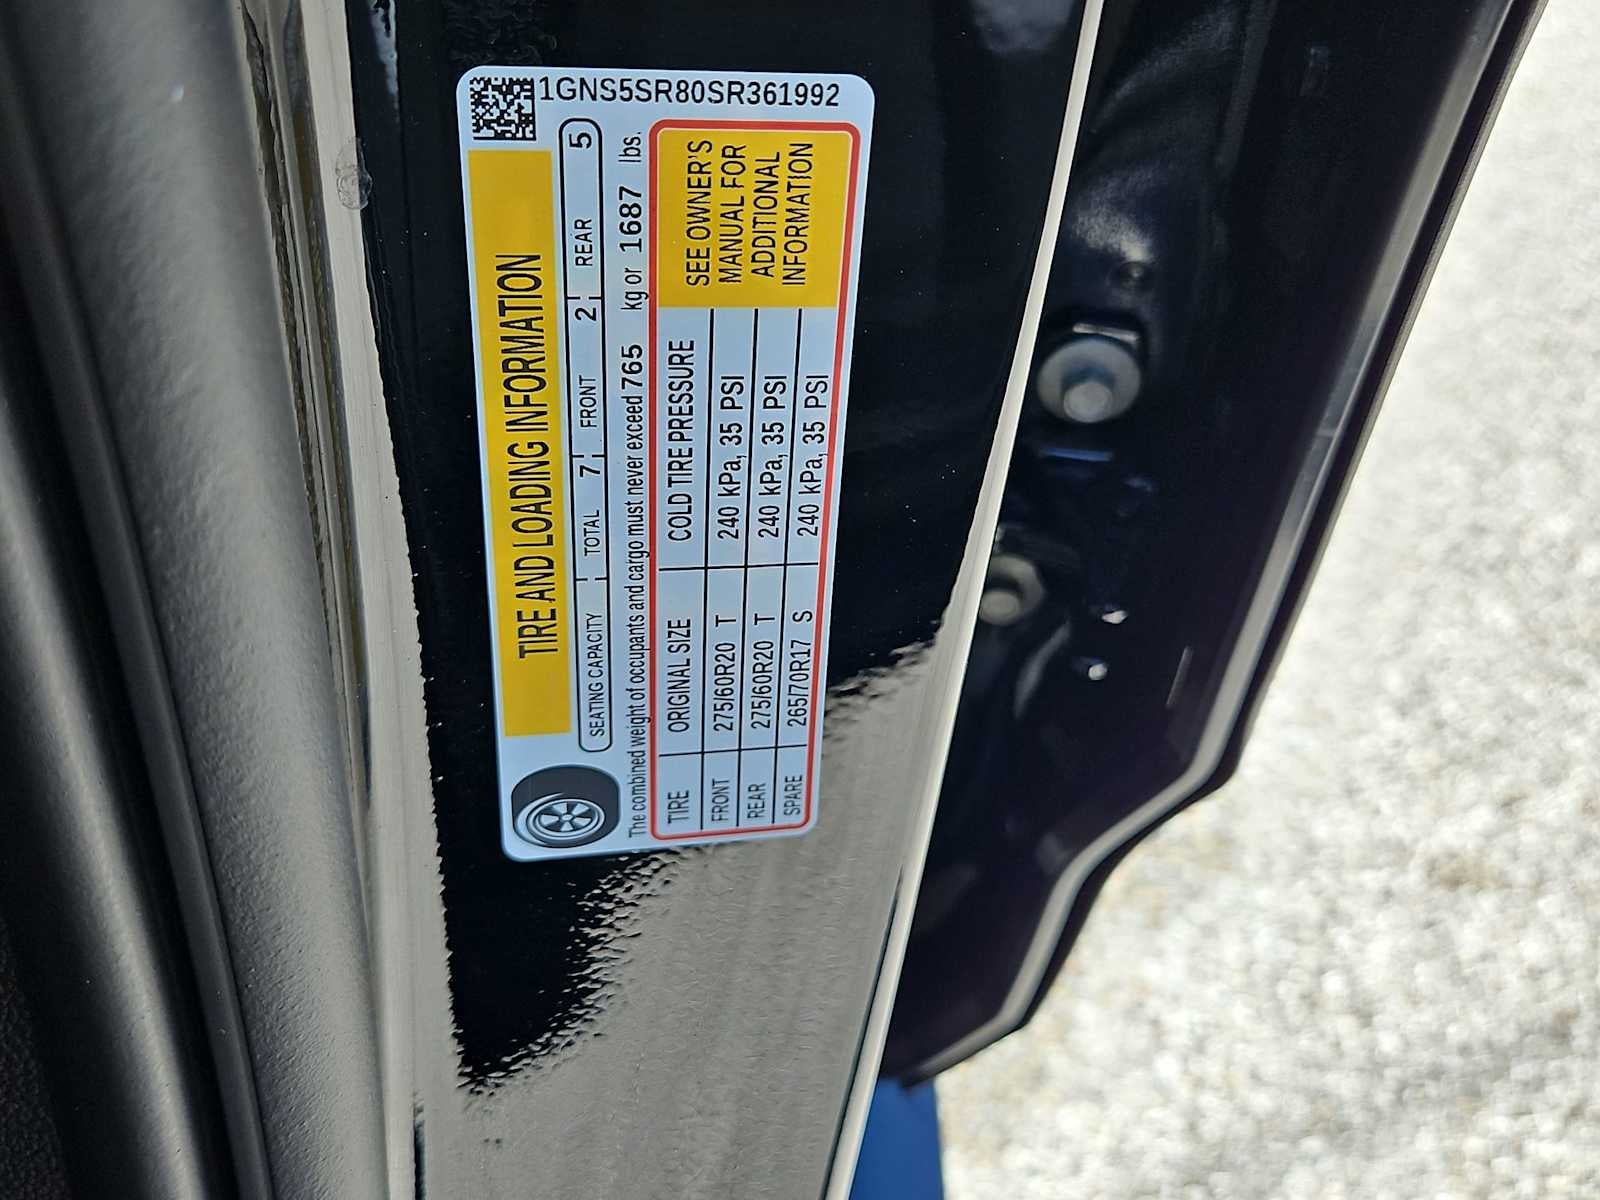 1GNS5SR80SR361992
TIRE AND LOADING INFORMATION
SEATING CAPACITY TOTAL 7 FRONT 2 REAR 5
The combined weight of occupants and cargo must never exceed 765 kg or 1687 lbs.
TIRE ORIGINAL SIZE COLD TIRE PRESSURE
FRONT 275/60R20 T 240 kPa, 35 PSI
REAR 275/60R20 T 240 kPa, 35 PSI
SPARE 265/70R17 S 240 kPa, 35 PSI
SEE OWNER'S
MANUAL FOR
ADDITIONAL
INFORMATION